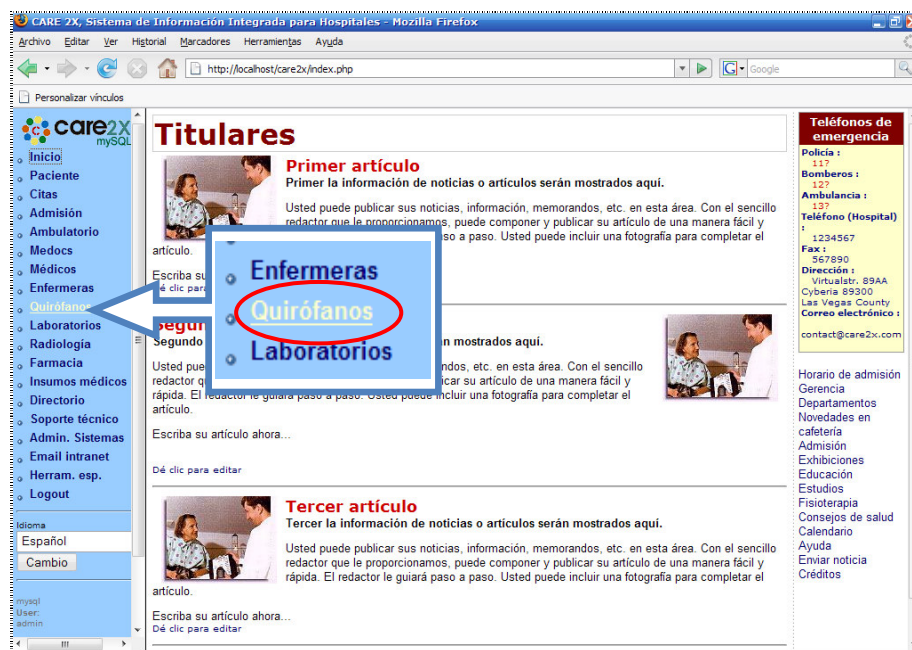 CARE 2X, Sistema de Información Integrada para Hospitales - Mozilla Firefox
Archivo Editar Ver Historial Marcadores Herramientas Ayuda
http://localhost/care2x/index.php
Google
Personalizar vínculos
care2x
mySQL
Inicio
Paciente
Citas
Admisión
Ambulatorio
Medocs
Médicos
Enfermeras
Quirófanos
Laboratorios
Radiología
Farmacia
Insumos médicos
Directorio
Soporte técnico
Admin. Sistemas
Email intranet
Herram. esp.
Logout
Idioma
Español
Cambio
mysql
User:
admin
Titulares
Primer artículo
Primer la información de noticias o artículos serán mostrados aquí.
Usted puede publicar sus noticias, información, memorandos, etc. en esta área. Con el sencillo
redactor que le proporcionamos, puede componer y publicar su artículo de una manera fácil y
aso a paso. Usted puede incluir una fotografía para completar el
artículo.
Escriba su
Dé clic para
Enfermeras
Quirófanos
Laboratorios
Segun
Segundo
n mostrados aquí.
Usted pue
ndos, etc. en esta área. Con el sencillo
redactor q
icar su artículo de una manera fácil y
rápida. El redactor le guiará paso a paso. Usted puede incluir una fotografía para completar el
artículo.
Escriba su artículo ahora...
Dé clic para editar
Tercer artículo
Tercer la información de noticias o artículos serán mostrados aquí.
Usted puede publicar sus noticias, información, memorandos, etc. en esta área. Con el sencillo
redactor que le proporcionamos, puede componer y publicar su artículo de una manera fácil y
rápida. El redactor le guiará paso a paso. Usted puede incluir una fotografía para completar el
artículo.
Escriba su artículo ahora...
Dé clic para editar
Teléfonos de
emergencia
Policía :
11?
Bomberos :
12?
Ambulancia :
13?
Teléfono (Hospital)
:
1234567
Fax :
567890
Dirección :
Virtualstr. 89AA
Cyberia 89300
Las Vegas County
Correo electrónico :
contact@care2x.com
Horario de admisión
Gerencia
Departamentos
Novedades en
cafetería
Admisión
Exhibiciones
Educación
Estudios
Fisioterapia
Consejos de salud
Calendario
Ayuda
Enviar noticia
Créditos